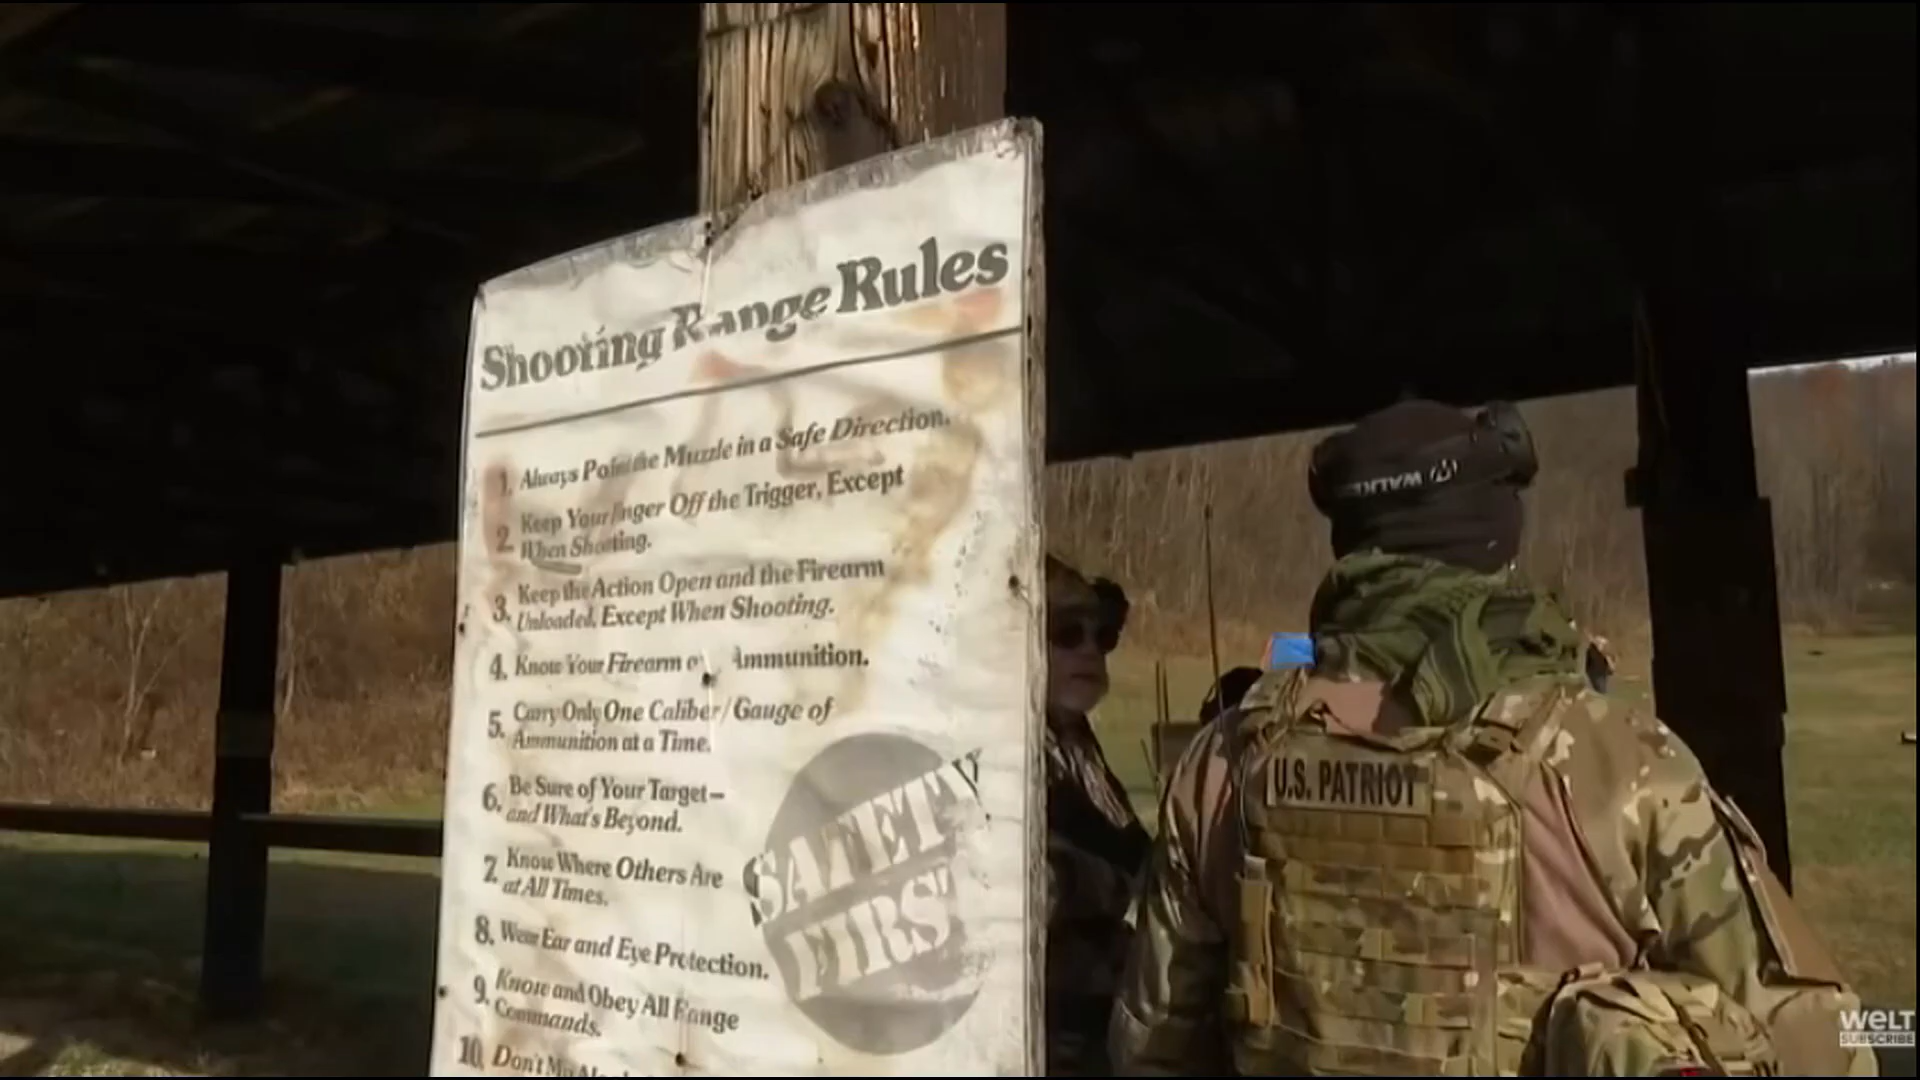 Shooting Range Rules
1. Always Point the Muzzle in a Safe Direction.
2. Keep Your Finger Off the Trigger, Except
When Shooting.
3. Keep the Action Open and the Firearm
Unloaded, Except When Shooting.
4. Know Your Firearm Ammunition.
5. Carry Only One Caliber/Gauge of
Ammunition at a Time.
6. Be Sure of Your Target—
and What's Beyond.
7. Know Where Others Are
at All Times.
8. Wear Ear and Eye Protection.
9. Know and Obey All Range
Commands.
10. Don't
SAFETY
FIRST
WALKER'S
U.S. PATRIOT
WELT
SUBSCRIBE